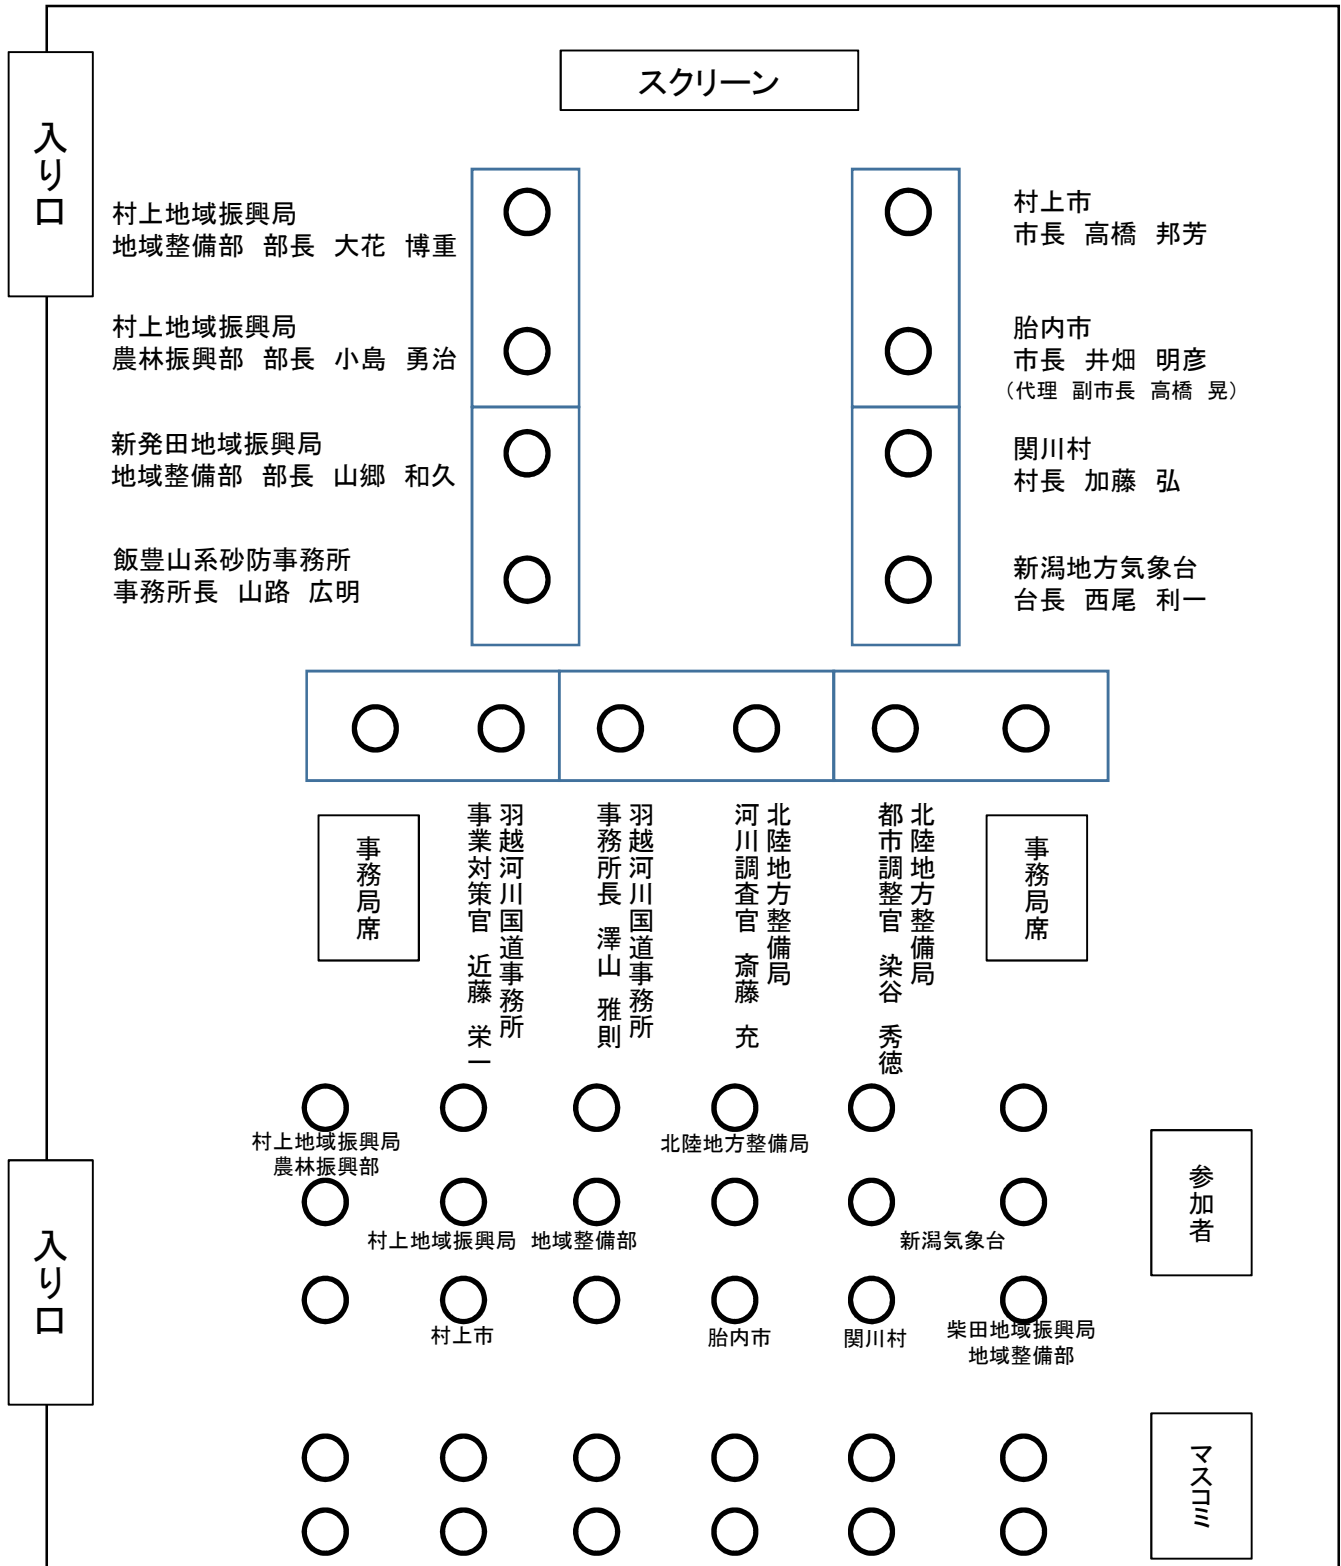 スクリーン
入り口
村上地域振興局
地域整備部 部長 大花 博重
村上地域振興局
農林振興部 部長 小島 勇治
新発田地域振興局
地域整備部 部長 山郷 和久
飯豊山系砂防事務所
事務所長 山路 広明
村上市
市長 高橋 邦芳
胎内市
市長 井畑 明彦
（代理 副市長 高橋 晃）
関川村
村長 加藤 弘
新潟地方気象台
台長 西尾 利一
事務局席
羽越河川国道事務所
事業対策官 近藤 栄一
羽越河川国道事務所
事務所長 澤山 雅則
北陸地方整備局
河川調査官 斎藤 充
北陸地方整備局
都市調整官 染谷 秀徳
事務局席
村上地域振興局
農林振興部
北陸地方整備局
参加者
入り口
村上地域振興局 地域整備部
新潟気象台
村上市
胎内市
関川村
柴田地域振興局
地域整備部
マスコミ